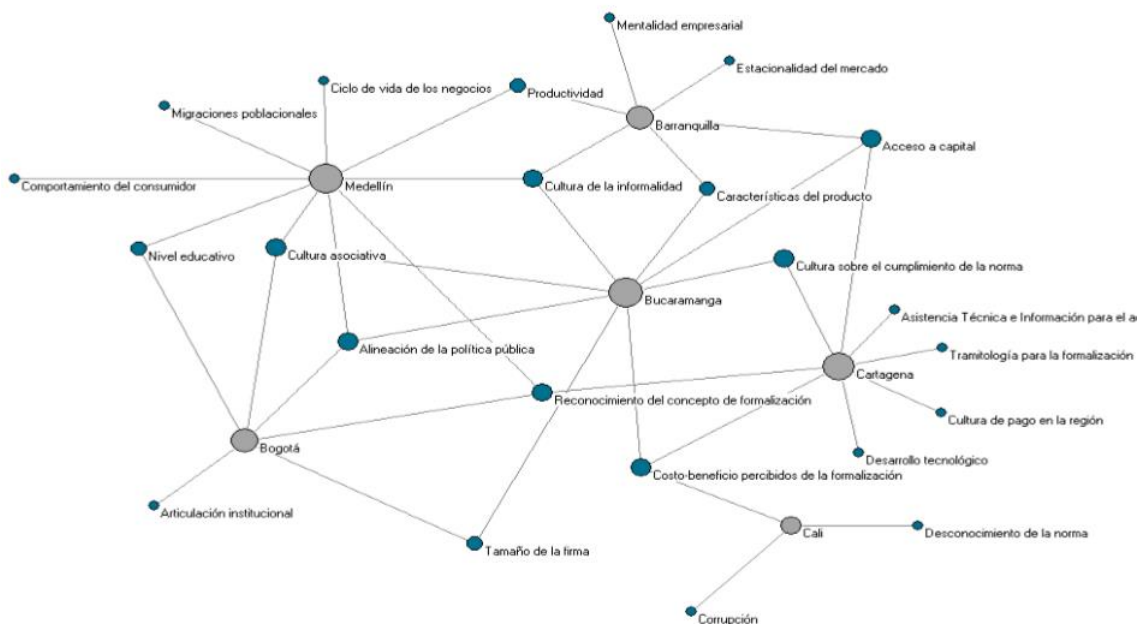 Mentalidad empresarial
Estacionalidad del mercado
Ciclo de vida de los negocios
Productividad
Migraciones poblacionales
Barranquilla
Acceso a capital
Comportamiento del consumidor
Medellín
Cultura de la informalidad
Características del producto
Nivel educativo
Cultura asociativa
Cultura sobre el cumplimiento de la norma
Bucaramanga
Asistencia Técnica e Información para el a
Alineación de la política pública
Tramitología para la formalización
Cartagena
Reconocimiento del concepto de formalización
Cultura de pago en la región
Bogotá
Desarrollo tecnológico
Costo-beneficio percibidos de la formalización
Articulación institucional
Cali
Desconocimiento de la norma
Tamaño de la firma
Corrupción